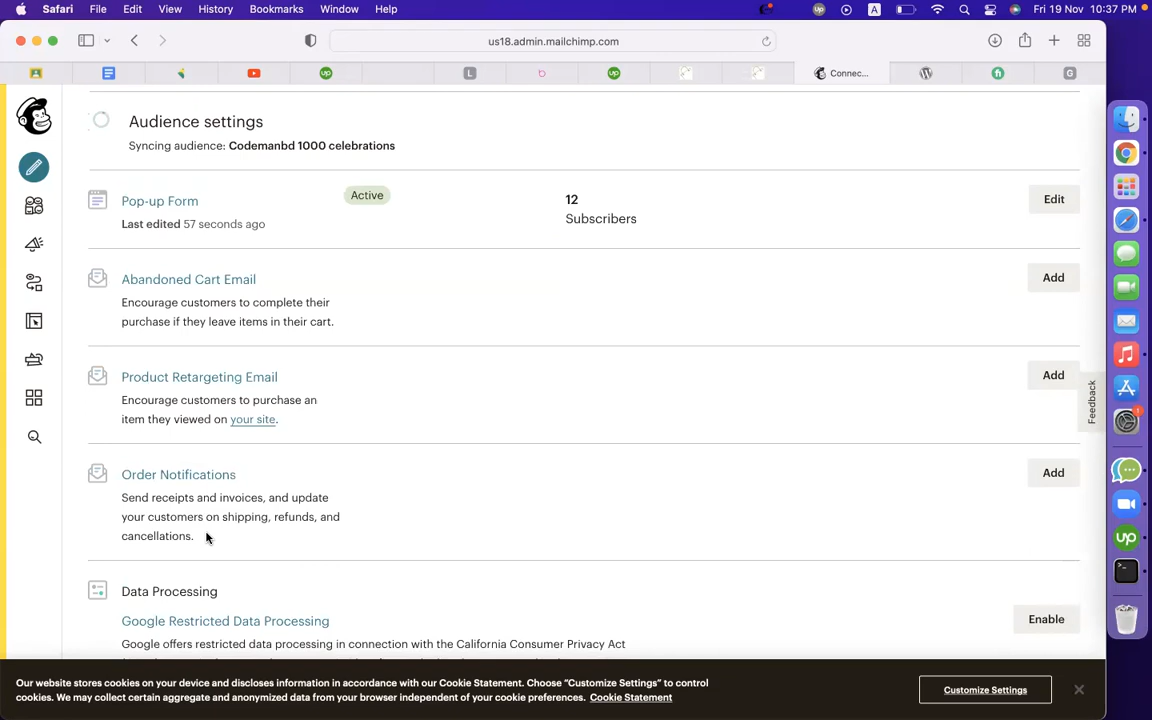 Safari File Edit View History Bookmarks Window Help
up A Fri 19 Nov 10:37 PM
us18.admin.mailchimp.com
up L b up Connec... G
Audience settings
Syncing audience: Codemanbd 1000 celebrations
Pop-up Form Active 12 Edit
Last edited 57 seconds ago Subscribers
Abandoned Cart Email Add
Encourage customers to complete their
purchase if they leave items in their cart.
Product Retargeting Email Add
Encourage customers to purchase an
item they viewed on your site.
Feedback
Order Notifications Add
Send receipts and invoices, and update
your customers on shipping, refunds, and
cancellations.
up
Data Processing
Google Restricted Data Processing Enable
Google offers restricted data processing in connection with the California Consumer Privacy Act
Our website stores cookies on your device and discloses information in accordance with our Cookie Statement. Choose “Customize Settings” to control
cookies. We may collect certain aggregate and anonymized data from your browser independent of your cookie preferences. Cookie Statement
Customize Settings